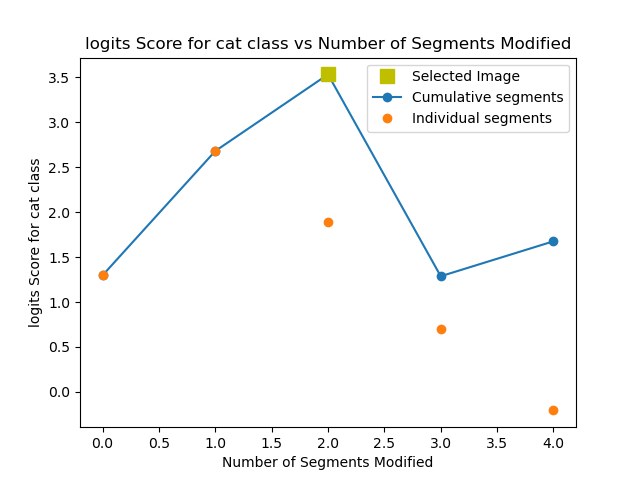 logits Score for cat class vs Number of Segments Modified
Selected Image
Cumulative segments
Individual segments
3.5
3.0
2.5
2.0
1.5
1.0
0.5
0.0
logits Score for cat class
0.0 0.5 1.0 1.5 2.0 2.5 3.0 3.5 4.0
Number of Segments Modified